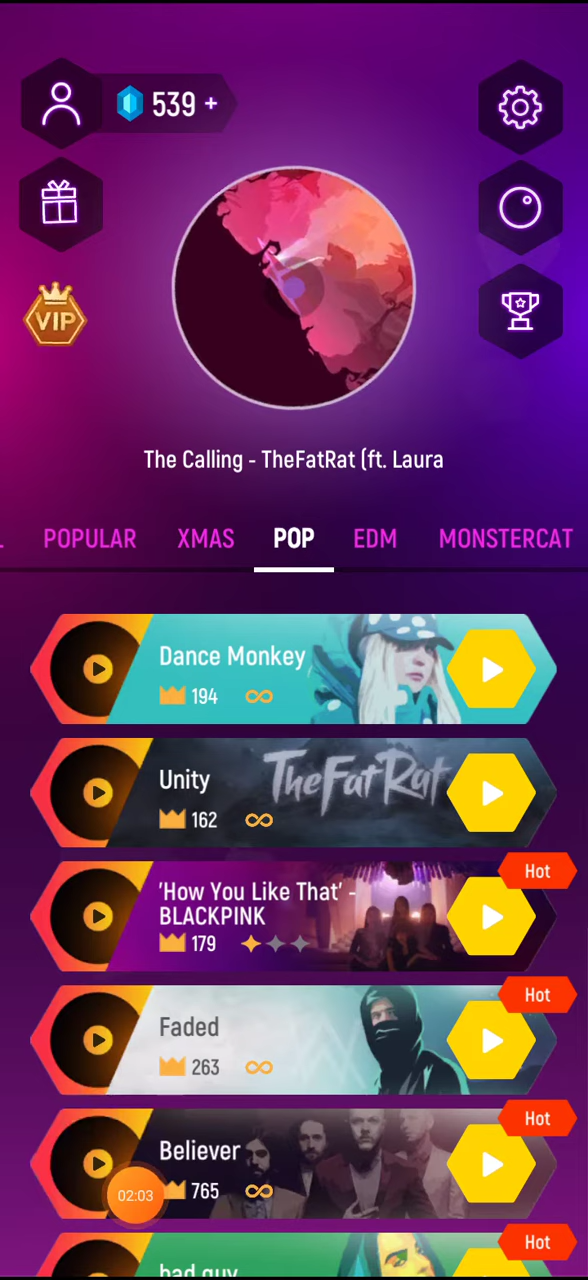 539 +
VIP
The Calling - TheFatRat (ft. Laura
POPULAR XMAS POP EDM MONSTERCAT
Dance Monkey
194 ∞
Unity
TheFatRat
162 ∞
Hot
'How You Like That' -
BLACKPINK
179
Hot
Faded
263 ∞
Hot
Believer
765 ∞
02:03
Hot
bad guy